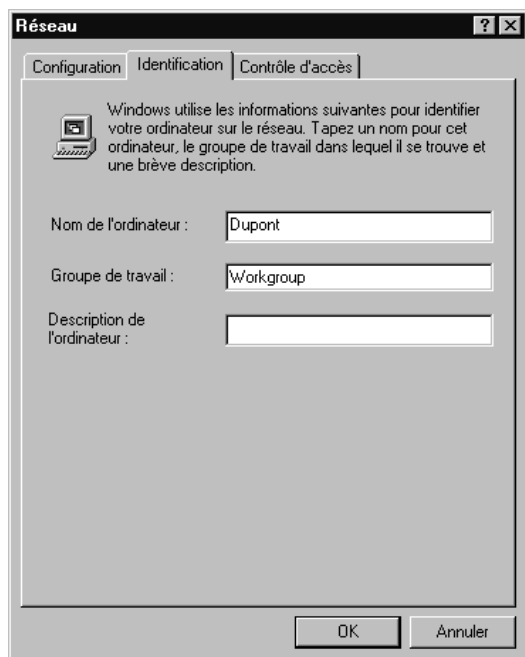 Réseau
Configuration Identification Contrôle d'accès
Windows utilise les informations suivantes pour identifier
votre ordinateur sur le réseau. Tapez un nom pour cet
ordinateur, le groupe de travail dans lequel il se trouve et
une brève description.
Nom de l'ordinateur : Dupont
Groupe de travail : Workgroup
Description de
l'ordinateur :
OK Annuler